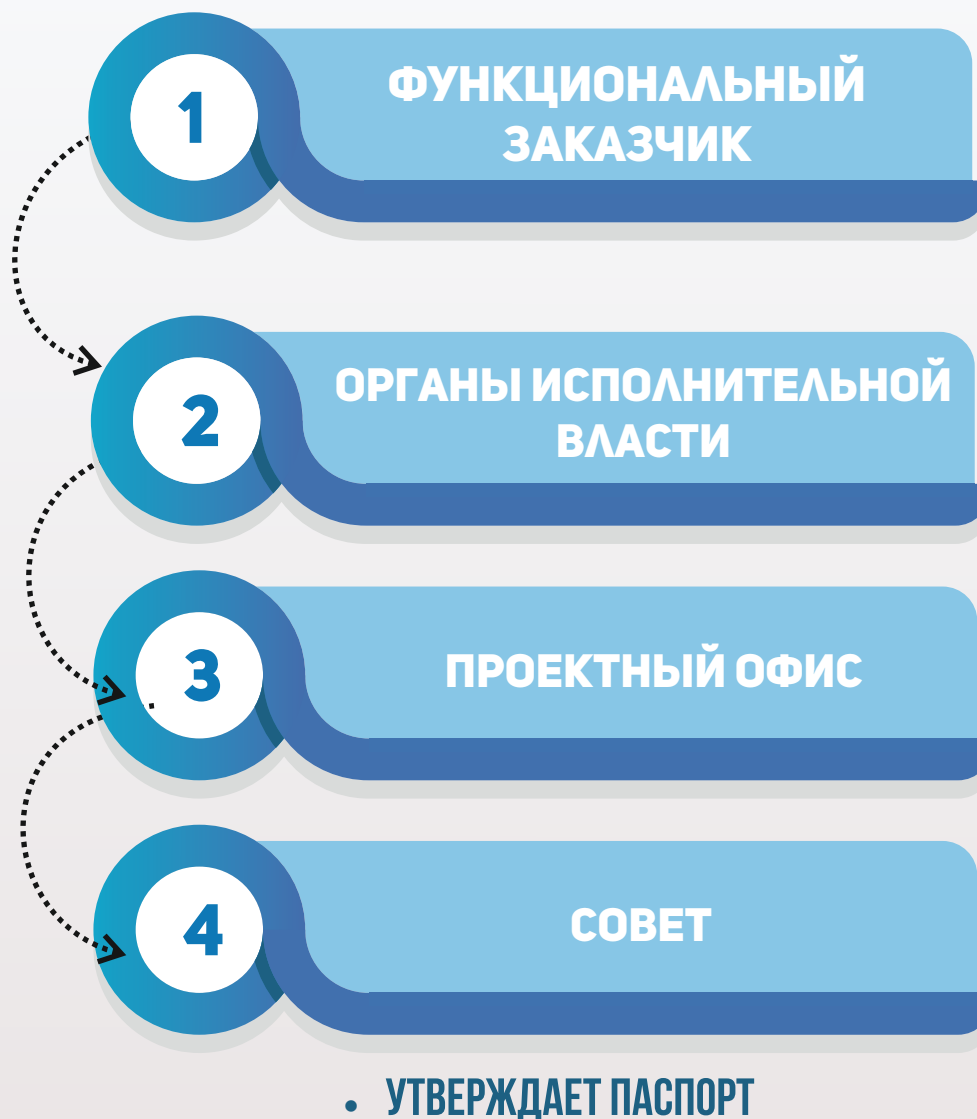 1
ФУНКЦИОНАЛЬНЫЙ
ЗАКАЗЧИК
2
ОРГАНЫ ИСПОЛНИТЕЛЬНОЙ
ВЛАСТИ
3
ПРОЕКТНЫЙ ОФИС
4
СОВЕТ
• УТВЕРЖДАЕТ ПАСПОРТ